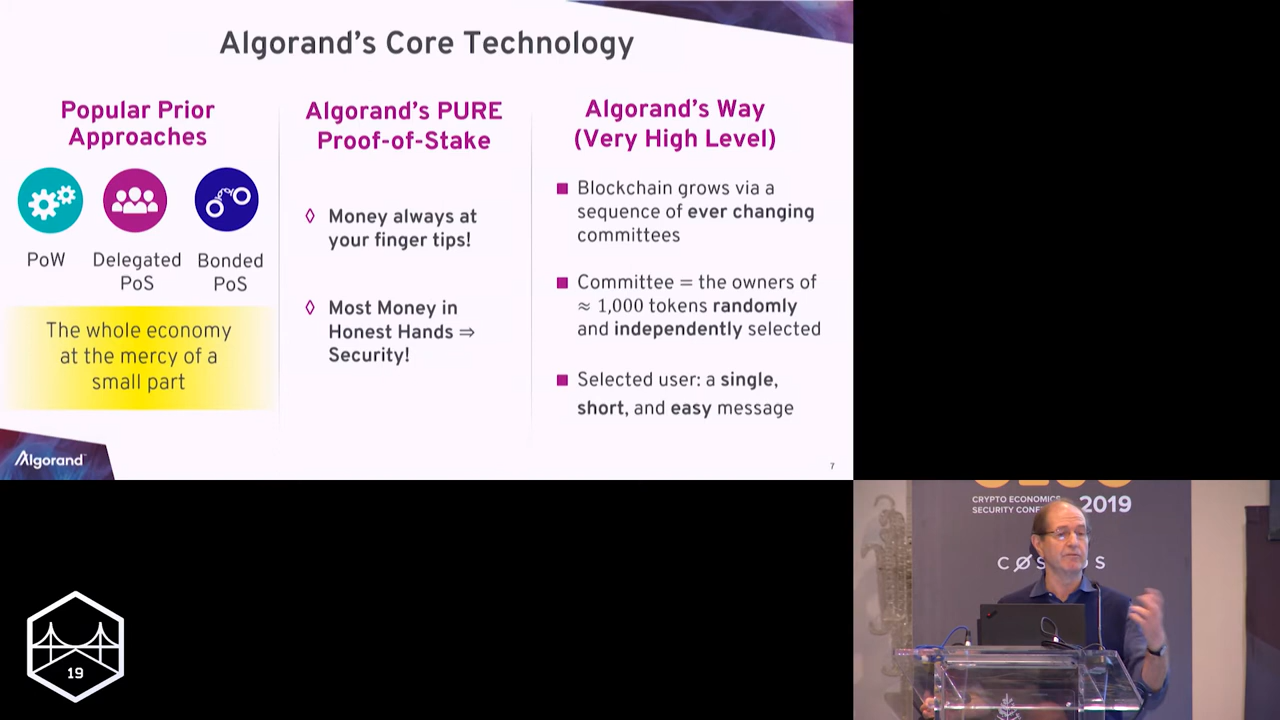 Algorand's Core Technology
Popular Prior
Approaches
PoW
Delegated
PoS
Bonded
PoS
The whole economy
at the mercy of a
small part
Algorand's PURE
Proof-of-Stake
◊ Money always at
your finger tips!
◊ Most Money in
Honest Hands ⇒
Security!
Algorand's Way
(Very High Level)
■ Blockchain grows via a
sequence of ever changing
committees
■ Committee = the owners of
≈ 1,000 tokens randomly
and independently selected
■ Selected user: a single,
short, and easy message
Algorand
7
CRYPTO ECONOMICS
2019
SECURITY
19